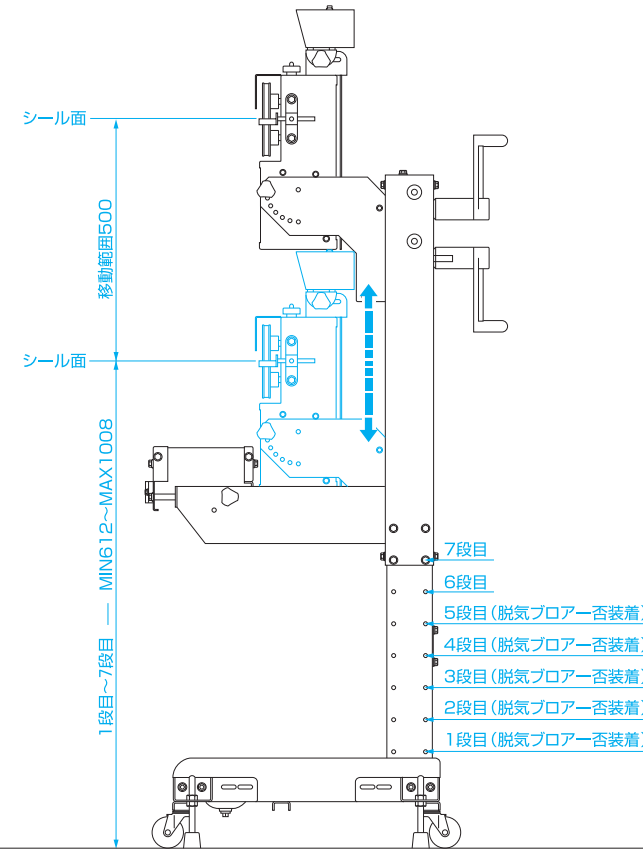 シール面
移動範囲500
シール面
1段目～7段目 ― MIN612～MAX1008
7段目
6段目
5段目(脱気ブロアー否装着)
4段目(脱気ブロアー否装着)
3段目(脱気ブロアー否装着)
2段目(脱気ブロアー否装着)
1段目(脱気ブロアー否装着)